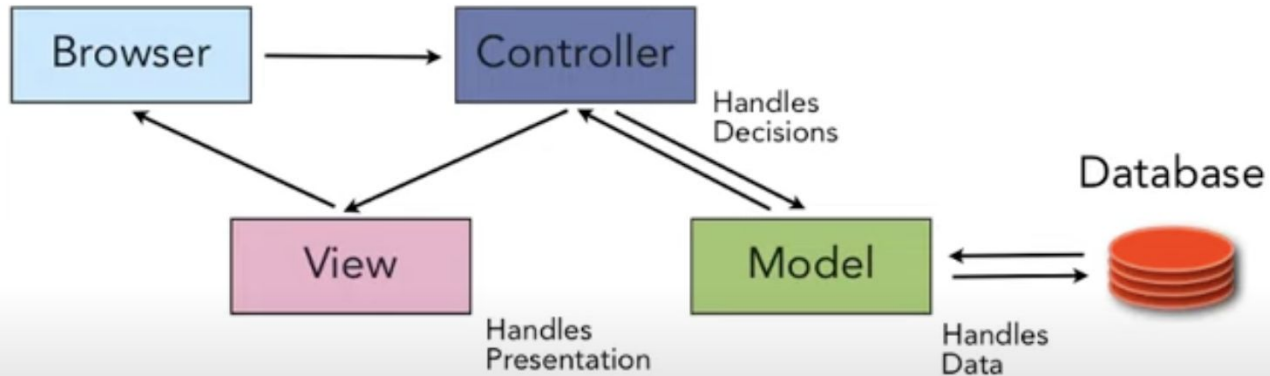 Browser
Controller
Handles
Decisions
Database
View
Model
Handles
Presentation
Handles
Data